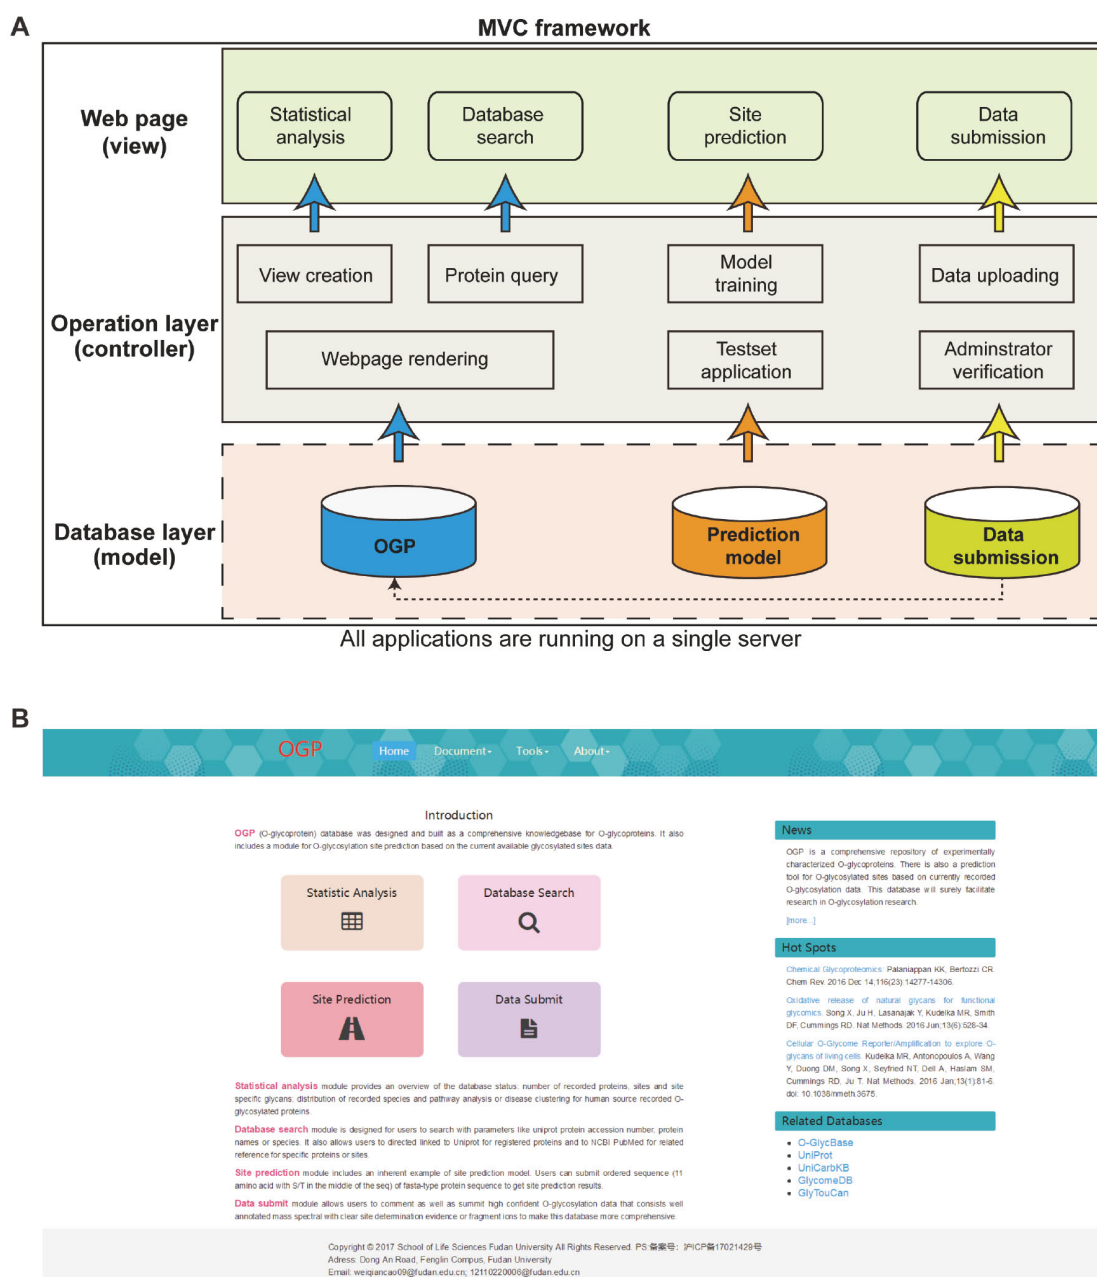 A
MVC framework
Web page
(view)
Statistical
analysis
Database
search
Site
prediction
Data
submission
Operation layer
(controller)
View creation
Protein query
Model
training
Data uploading
Webpage rendering
Testset
application
Adminstrator
verification
Database layer
(model)
OGP
Prediction
model
Data
submission
All applications are running on a single server
B
OGP Home Document Tools About
Introduction
OGP (O-glycoprotein) database was designed and built as a comprehensive knowledgebase for O-glycoproteins. It also
includes a module for O-glycosylation site prediction based on the current available glycosylated sites data.
Statistic Analysis
Database Search
Site Prediction
Data Submit
Statistical analysis module provides an overview of the database status: number of recorded proteins, sites and site
specific glycans; distribution of recorded species and pathway analysis or disease clustering for human source recorded O-
glycosylated proteins.
Database search module is designed for users to search with parameters like uniprot protein accession number, protein
names or species. It also allows users to directed linked to Uniprot for registered proteins and to NCBI PubMed for related
reference for specific proteins or sites.
Site prediction module includes an inherent example of site prediction model. Users can submit ordered sequence (11
amino acid with S/T in the middle of the seq) of fasta-type protein sequence to get site prediction results.
Data submit module allows users to comment as well as summit high confident O-glycosylation data that consists well
annotated mass spectral with clear site determination evidence or fragment ions to make this database more comprehensive.
News
OGP is a comprehensive repository of experimentally
characterized O-glycoproteins. There is also a prediction
tool for O-glycosylated sites based on currently recorded
O-glycosylation data. This database will surely facilitate
research in O-glycosylation research.
[more...]
Hot Spots
Chemical Glycoproteomics. Palaniappan KK, Bertozzi CR.
Chem Rev. 2016 Dec 14;116(23):14277-14306.
Oxidative release of natural glycans for functional
glycomics. Song X, Ju H, Lasanajak Y, Kudelka MR, Smith
DF, Cummings RD. Nat Methods. 2016 Jun;13(6):528-34.
Cellular O-Glycome Reporter/Amplification to explore O-
glycans of living cells. Kudelka MR, Antonopoulos A, Wang
Y, Duong DM, Song X, Seyfried NT, Dell A, Haslam SM,
Cummings RD, Ju T. Nat Methods. 2016 Jan;13(1):81-6.
doi: 10.1038/nmeth.3675.
Related Databases
O-GlycBase
UniProt
UniCarbKB
GlycomeDB
GlyTouCan
Copyright © 2017 School of Life Sciences Fudan University All Rights Reserved. PS:备案号：沪ICP备17021429号
Adress: Dong An Road, Fenglin Compus, Fudan University
Email: weiqiancao09@fudan.edu.cn; 12110220006@fudan.edu.cn